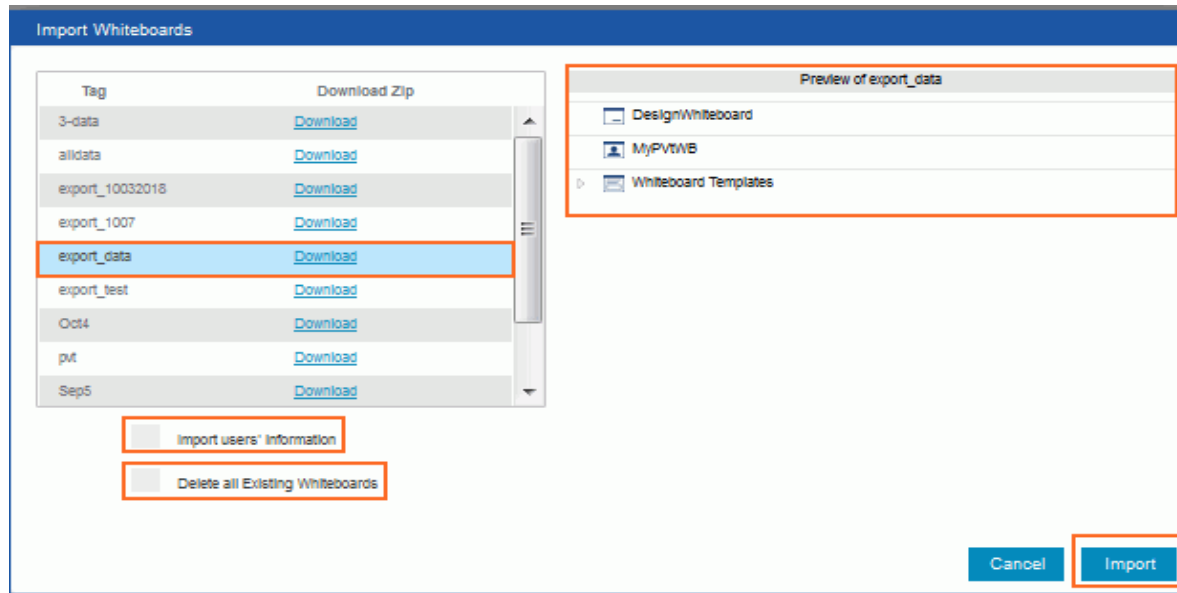 Import Whiteboards
Tag Download Zip
3-data Download
alldata Download
export_10032018 Download
export_1007 Download
export_data Download
export_test Download
Oct4 Download
pvt Download
Sep5 Download
Import users' Information
Delete all Existing Whiteboards
Preview of export_data
DesignWhiteboard
MyPVtWB
Whiteboard Templates
Cancel Import